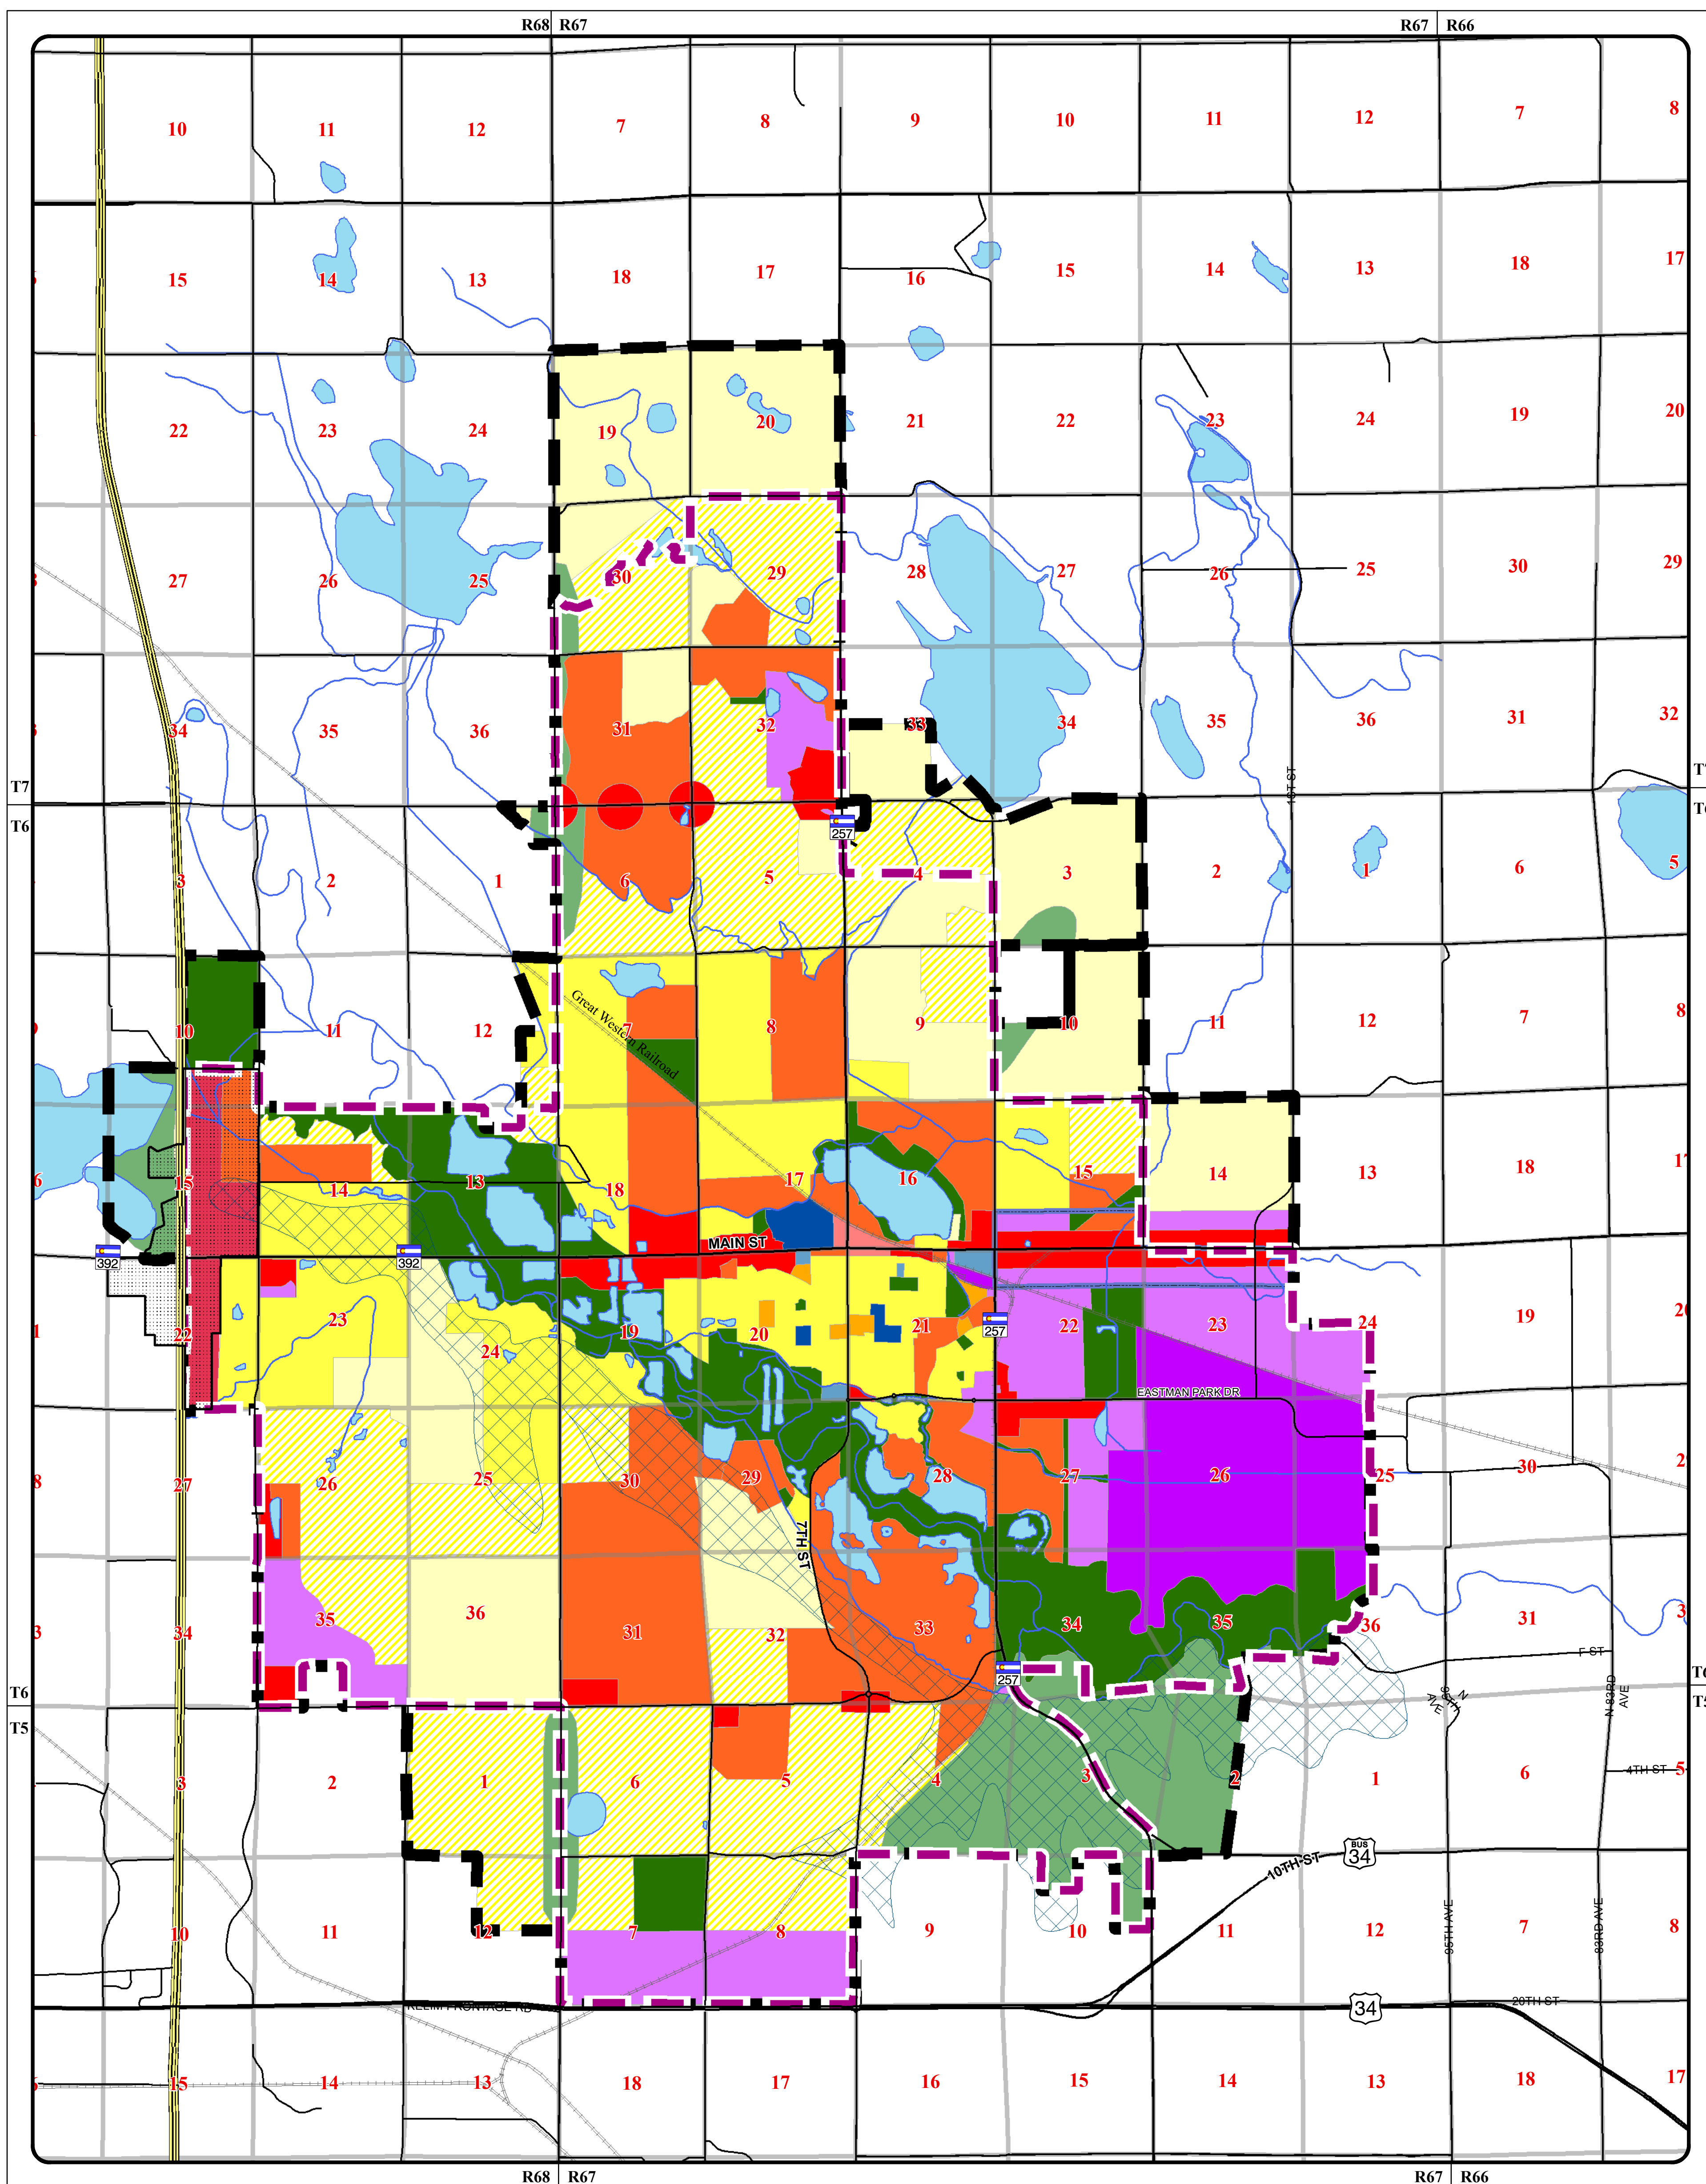 R68 R67 R67 R66
10 11 12 7 8 9 10 11 12 7 8
15 14 13 18 17 16 15 14 13 18 17
22 23 24 19 20 21 22 23 24 19 20
27 26 25 30 29 28 27 26 25 30 29
34 35 36 31 32 33 34 35 36 31 32
1ST ST
T7
T6
257
3 2 1 6 5 4 3 2 1 6 5
Great Western Railroad
10 11 12 7 8 9 10 11 12 7 8
15 14 13 18 17 16 15 14 13 18
MAIN ST
392 392
22 23 24 19 20 21 257 22 23 24 19
EASTMAN PARK DR
27 26 25 30 29 28 27 26 25 30
7TH ST
34 35 36 31 32 33 34 35 36 31
F ST
257
N 83RD AVE
T6
T5
3 2 1 6 5 4 3 2 1 6 5
4TH ST
BUS 34
10TH ST
10 11 12 7 8 9 10 11 12 7 8
95TH AVE
83RD AVE
34
20TH ST
15 14 13 18 17 16 15 14 13 18 17
R68 R67 R67 R66